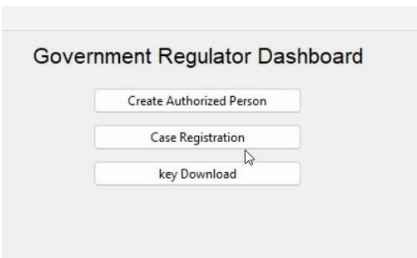 Government Regulator Dashboard
Create Authorized Person
Case Registration
key Download